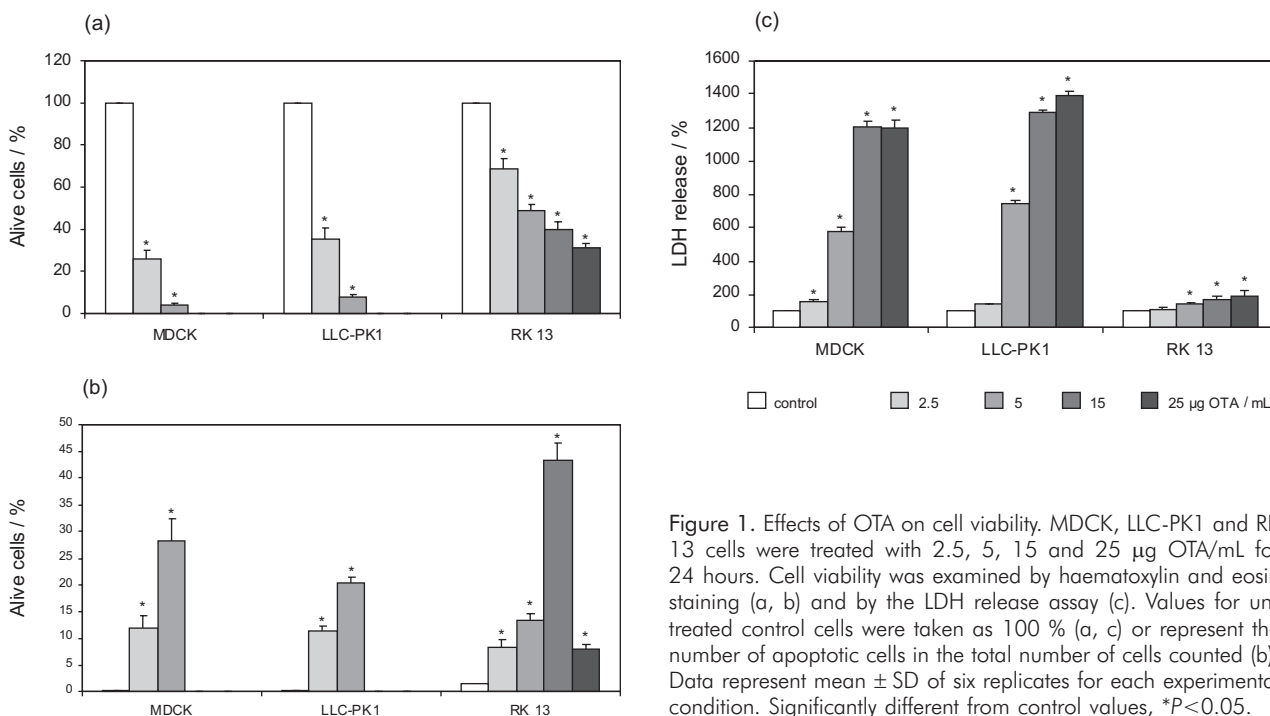 (a)
Alive cells / %
120
100
80
60
40
20
0
* * * * * * * *
MDCK LLC-PK1 RK 13
(b)
Alive cells / %
50
45
40
35
30
25
20
15
10
5
0
* * * * * * * *
MDCK LLC-PK1 RK 13
(c)
LDH release / %
1600
1400
1200
1000
800
600
400
200
0
* * * * * * * * * *
MDCK LLC-PK1 RK 13
control 2.5 5 15 25 µg OTA / mL
Figure 1. Effects of OTA on cell viability. MDCK, LLC-PK1 and
13 cells were treated with 2.5, 5, 15 and 25 µg OTA/mL
24 hours. Cell viability was examined by haematoxylin and eosin
staining (a, b) and by the LDH release assay (c). Values for un-
treated control cells were taken as 100 % (a, c) or represent the
number of apoptotic cells in the total number of cells counted (b)
Data represent mean ± SD of six replicates for each experimenta
condition. Significantly different from control values, *P<0.05.